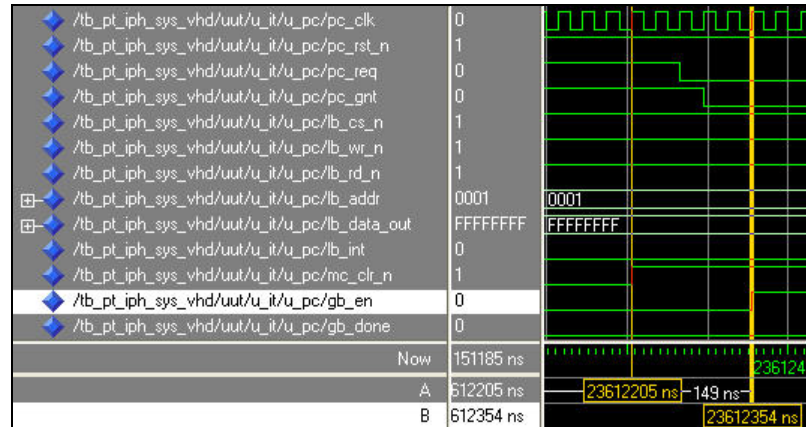 /tb_pt_iph_sys_vhd/uut/u_it/u_pc/pc_clk 0
/tb_pt_iph_sys_vhd/uut/u_it/u_pc/pc_rst_n 1
/tb_pt_iph_sys_vhd/uut/u_it/u_pc/pc_req 0
/tb_pt_iph_sys_vhd/uut/u_it/u_pc/pc_gnt 0
/tb_pt_iph_sys_vhd/uut/u_it/u_pc/lb_cs_n 1
/tb_pt_iph_sys_vhd/uut/u_it/u_pc/lb_wr_n 1
/tb_pt_iph_sys_vhd/uut/u_it/u_pc/lb_rd_n 1
/tb_pt_iph_sys_vhd/uut/u_it/u_pc/lb_addr 0001 0001
/tb_pt_iph_sys_vhd/uut/u_it/u_pc/lb_data_out FFFFFFFF FFFFFFFF
/tb_pt_iph_sys_vhd/uut/u_it/u_pc/lb_int 0
/tb_pt_iph_sys_vhd/uut/u_it/u_pc/mc_clr_n 1
/tb_pt_iph_sys_vhd/uut/u_it/u_pc/gb_en 0
/tb_pt_iph_sys_vhd/uut/u_it/u_pc/gb_done 0
Now 151185 ns 236124
A 612205 ns 23612205 ns 149 ns
B 612354 ns 23612354 ns